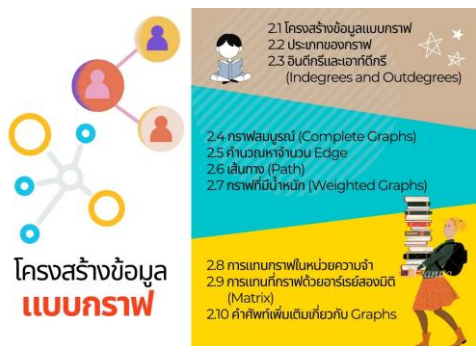 โครงสร้างข้อมูล
แบบกราฟ
2.1 โครงสร้างข้อมูลแบบกราฟ
2.2 ประเภทของกราฟ
2.3 อินดีกรีและเอาท์ดีกรี
(Indegrees and Outdegrees)
2.4 กราฟสมบูรณ์ (Complete Graphs)
2.5 คำนวณหาจำนวน Edge
2.6 เส้นทาง (Path)
2.7 กราฟที่มีน้ำหนัก (Weighted Graphs)
2.8 การแทนกราฟในหน่วยความจำ
2.9 การแทนที่กราฟด้วยอาร์เรย์สองมิติ
(Matrix)
2.10 คำศัพท์เพิ่มเติมเกี่ยวกับ Graphs